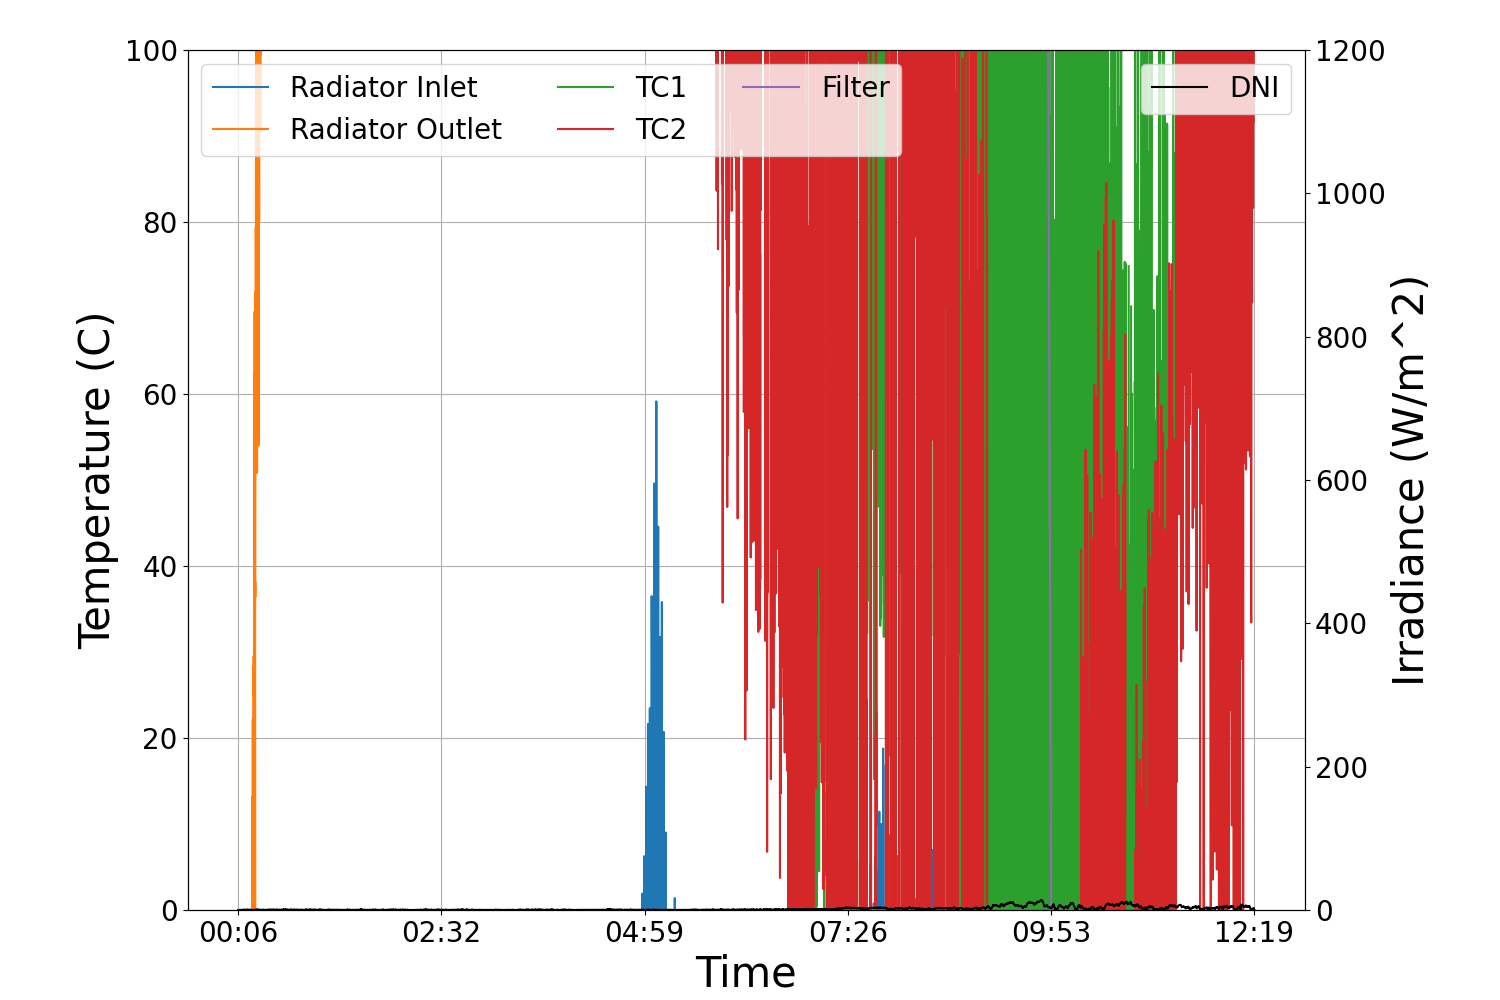 100
80
60
40
20
0
Temperature (C)
Radiator Inlet
Radiator Outlet
TC1
TC2
Filter
DNI
1200
1000
800
600
400
200
0
Irradiance (W/m^2)
00:06
02:32
04:59
07:26
09:53
12:19
Time